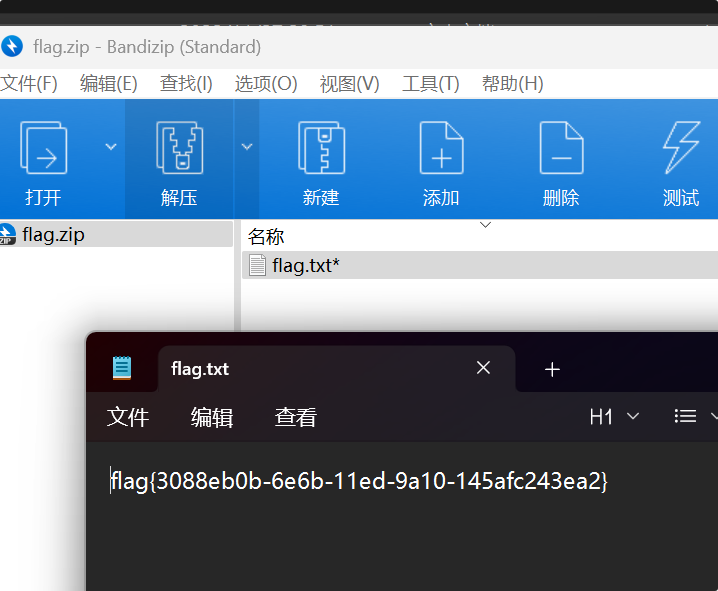 flag.zip - Bandizip (Standard)
文件(F) 编辑(E) 查找(I) 选项(O) 视图(V) 工具(T) 帮助(H)
打开 解压 新建 添加 删除 测试
flag.zip
名称
flag.txt*
flag.txt
文件 编辑 查看 H1
flag{3088eb0b-6e6b-11ed-9a10-145afc243ea2}